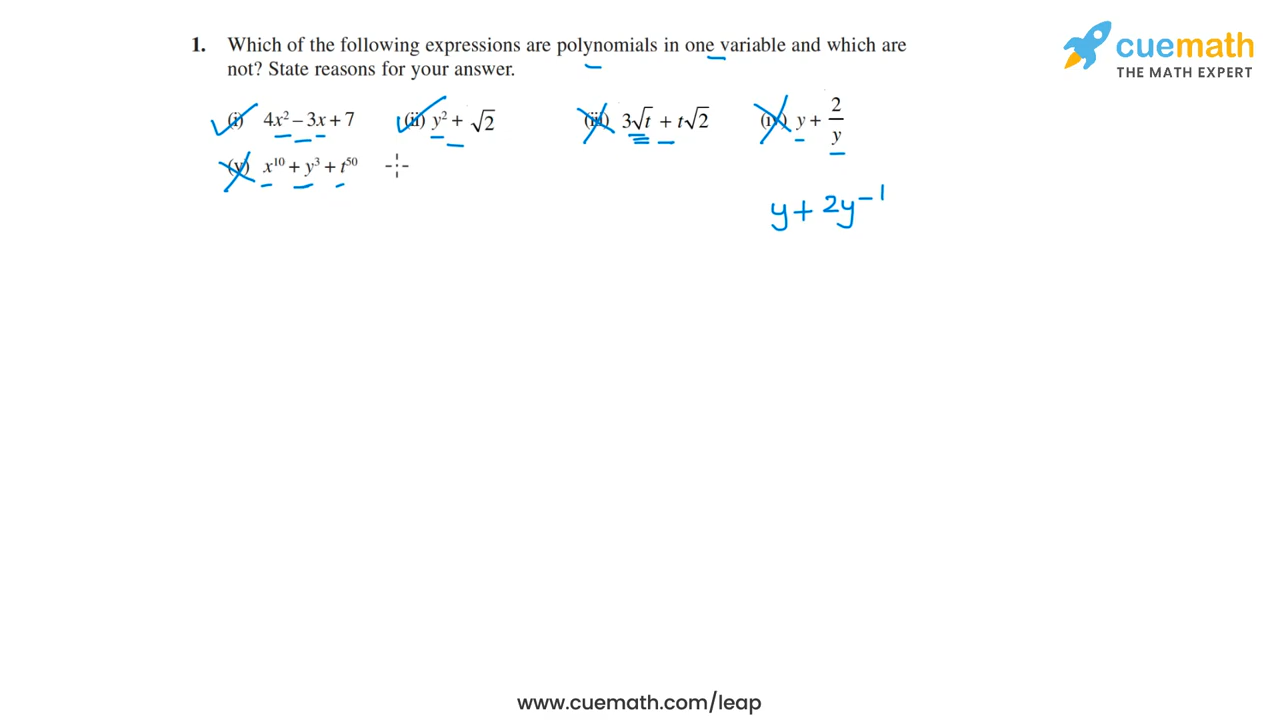 1. Which of the following expressions are polynomials in one variable and which are
not? State reasons for your answer.
(i) 4x² – 3x + 7 (ii) y² + √2 (iii) 3√t + t√2 (iv) y + 2/y
(v) x¹⁰ + y³ + t⁵⁰
y + 2y⁻¹
cuemath
THE MATH EXPERT
www.cuemath.com/leap